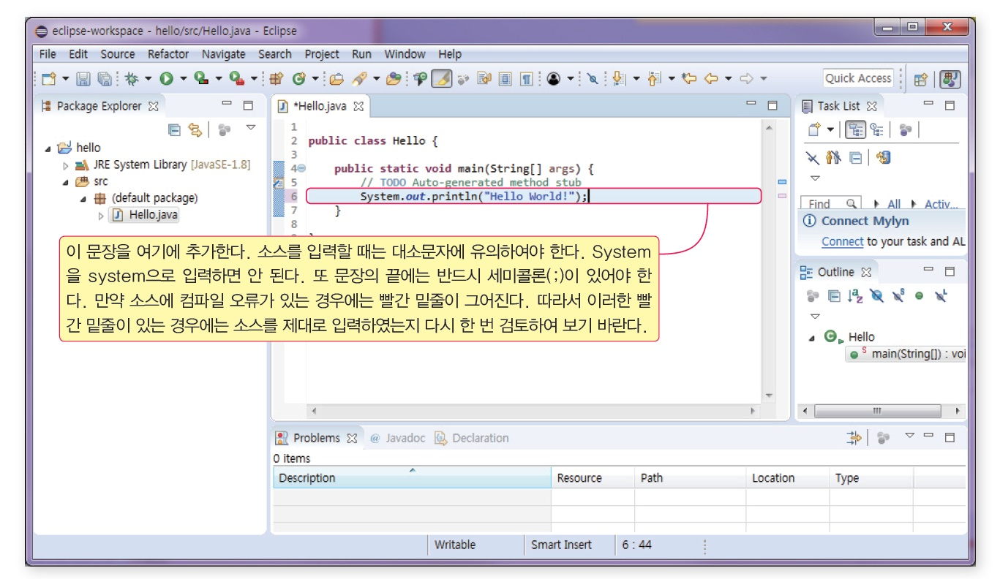 eclipse-workspace - hello/src/Hello.java - Eclipse
File Edit Source Refactor Navigate Search Project Run Window Help
Quick Access
Package Explorer
hello
JRE System Library [JavaSE-1.8]
src
(default package)
Hello.java
*Hello.java
1
2 public class Hello {
3
4 public static void main(String[] args) {
5 // TODO Auto-generated method stub
6 System.out.println("Hello World!");
7 }
8
이 문장을 여기에 추가한다. 소스를 입력할 때는 대소문자에 유의하여야 한다. System
을 system으로 입력하면 안 된다. 또 문장의 끝에는 반드시 세미콜론(;)이 있어야 한
다. 만약 소스에 컴파일 오류가 있는 경우에는 빨간 밑줄이 그어진다. 따라서 이러한 빨
간 밑줄이 있는 경우에는 소스를 제대로 입력하였는지 다시 한 번 검토하여 보기 바란다.
Task List
Find All Activ...
Connect Mylyn
Connect to your task and AL
Outline
Hello
S main(String[]) : voi
Problems @ Javadoc Declaration
0 items
Description Resource Path Location Type
Writable Smart Insert 6 : 44